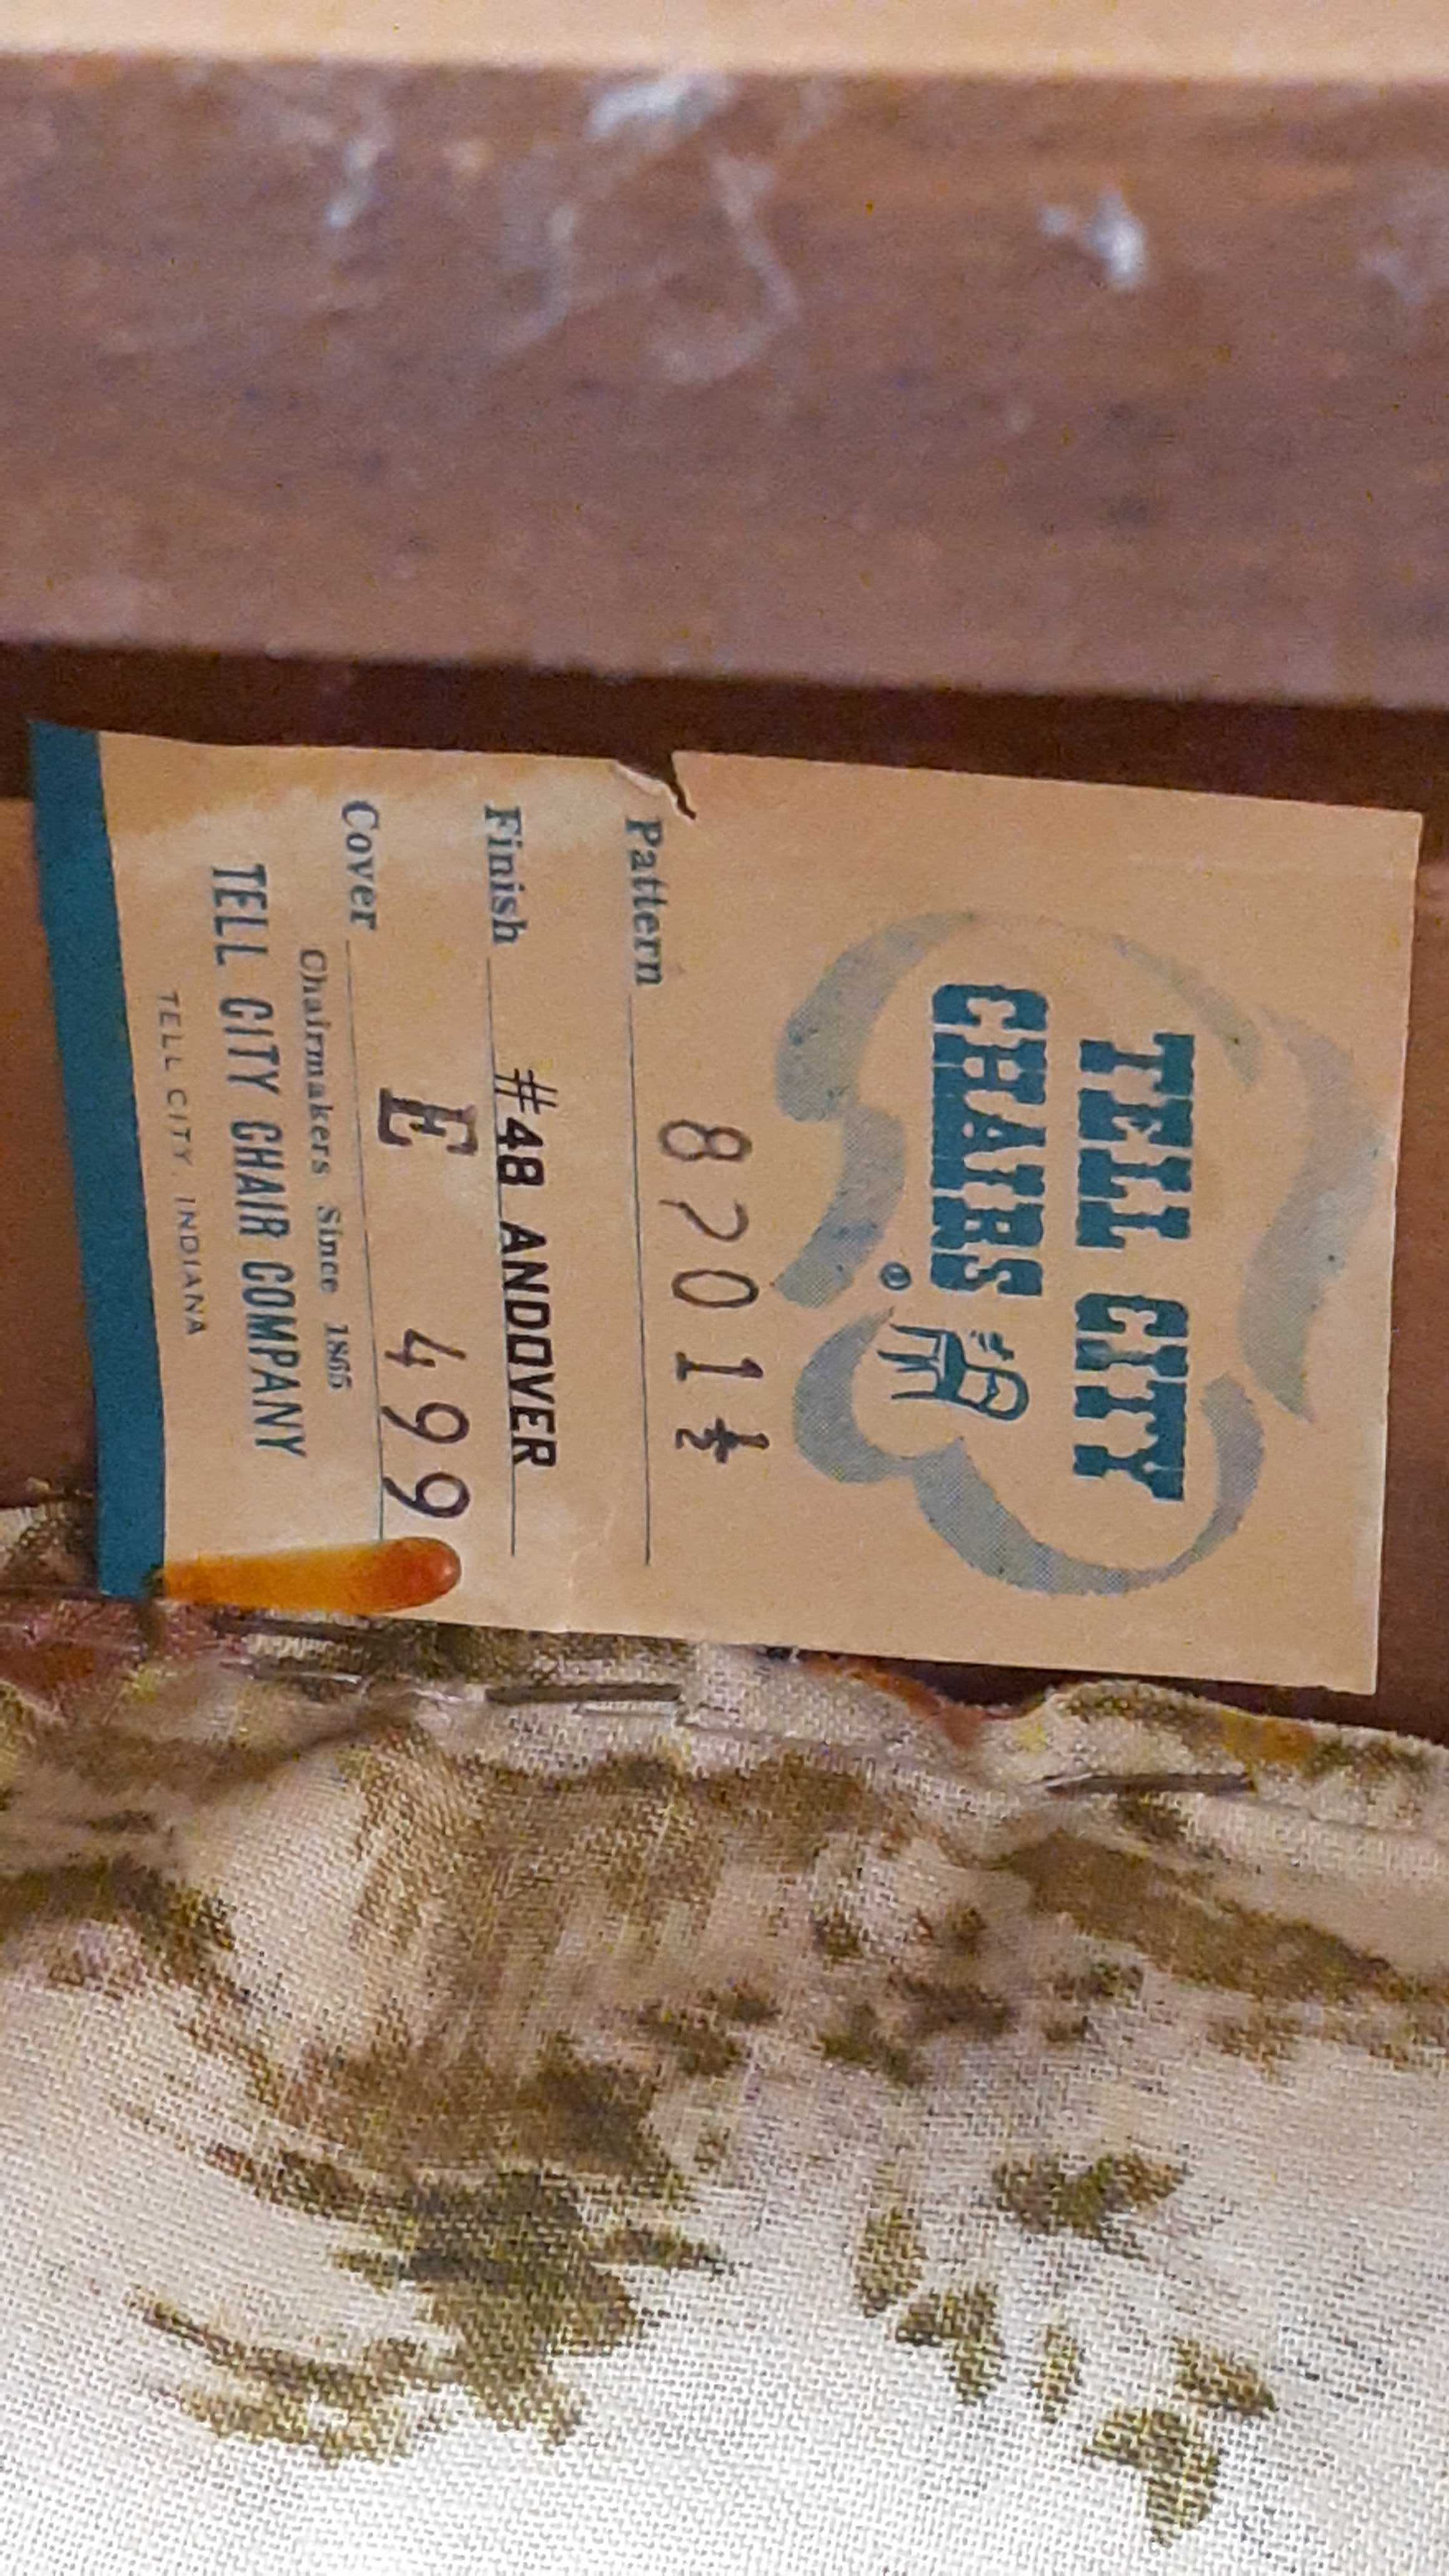 TELL CITY
CHAIRS ®
Pattern 8701½
Finish #48 ANDOVER
Cover E 499
Chairmakers Since 1865
TELL CITY CHAIR COMPANY
TELL CITY, INDIANA